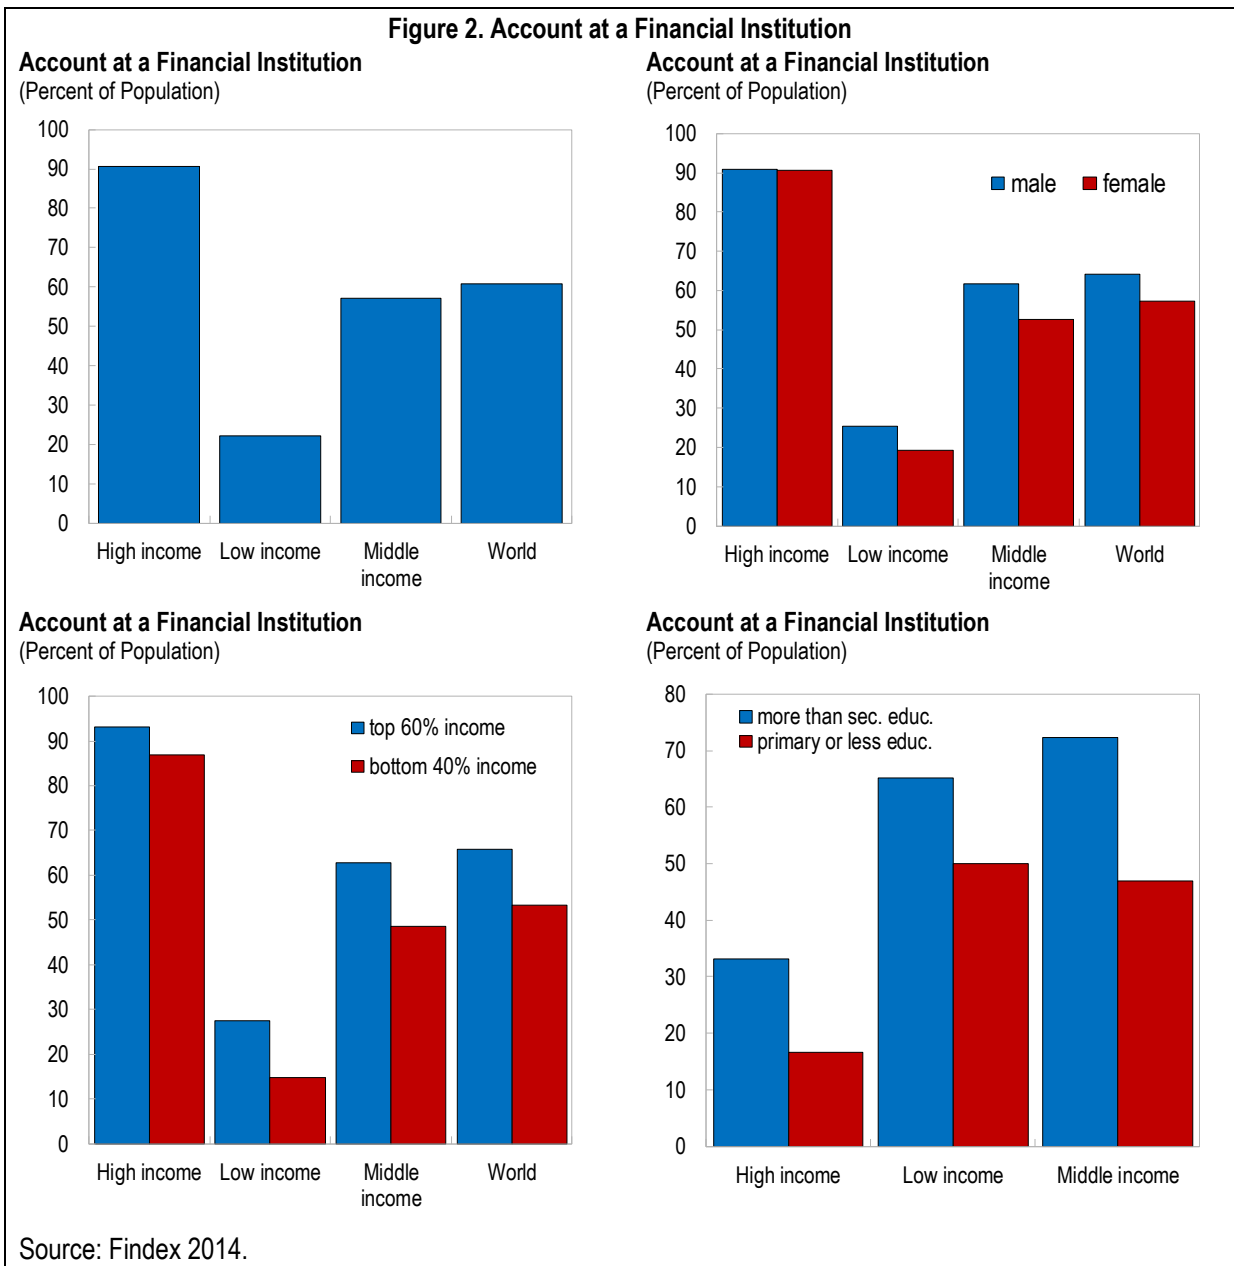 Figure 2. Account at a Financial Institution
Account at a Financial Institution
(Percent of Population)
100
90
80
70
60
50
40
30
20
10
0
High income
Low income
Middle
income
World
Account at a Financial Institution
(Percent of Population)
100
90
80
70
60
50
40
30
20
10
0
male
female
High income
Low income
Middle
income
World
Account at a Financial Institution
(Percent of Population)
100
90
80
70
60
50
40
30
20
10
0
top 60% income
bottom 40% income
High income
Low income
Middle
income
World
Account at a Financial Institution
(Percent of Population)
80
70
60
50
40
30
20
10
0
more than sec. educ.
primary or less educ.
High income
Low income
Middle income
Source: Findex 2014.